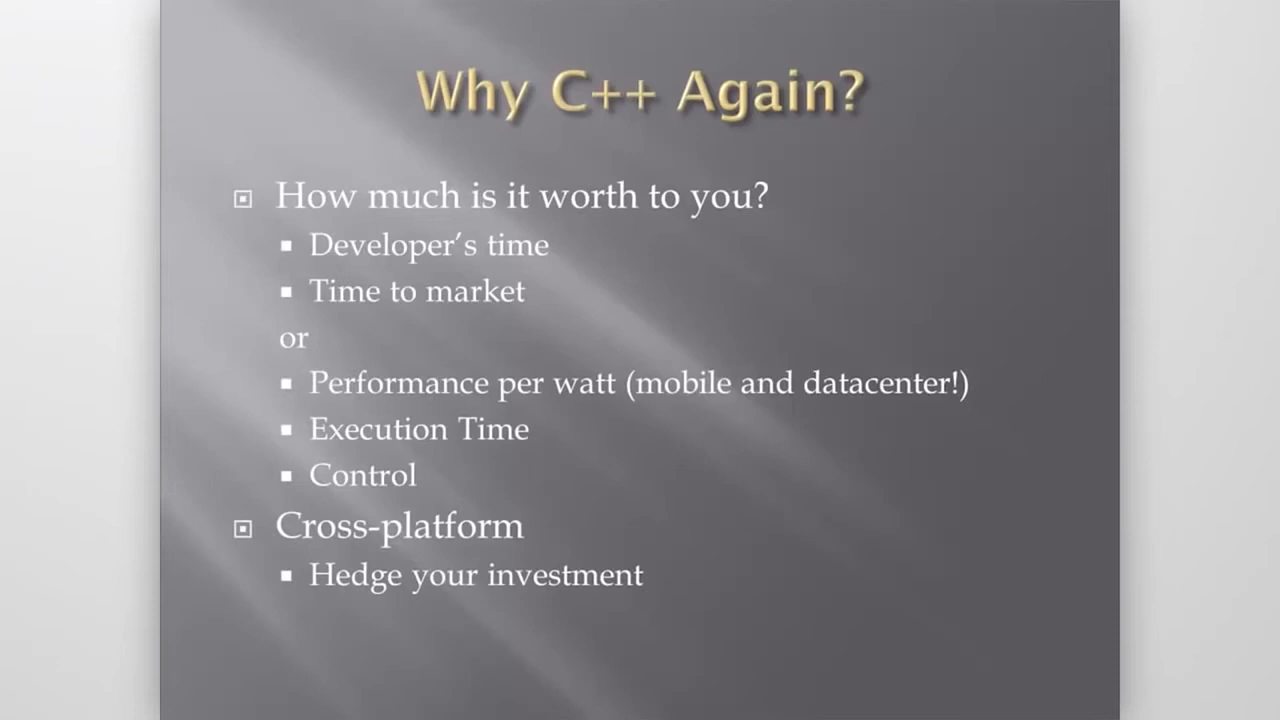 Why C++ Again?
How much is it worth to you?
Developer’s time
Time to market
or
Performance per watt (mobile and datacenter!)
Execution Time
Control
Cross-platform
Hedge your investment